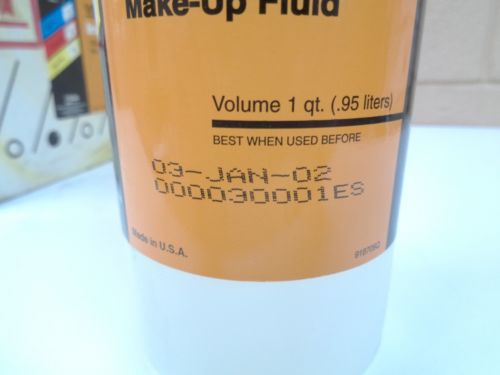 Make-Up Fluid
Volume 1 qt. (.95 liters)
BEST WHEN USED BEFORE
03-JAN-02
000030001ES
Made in U.S.A.